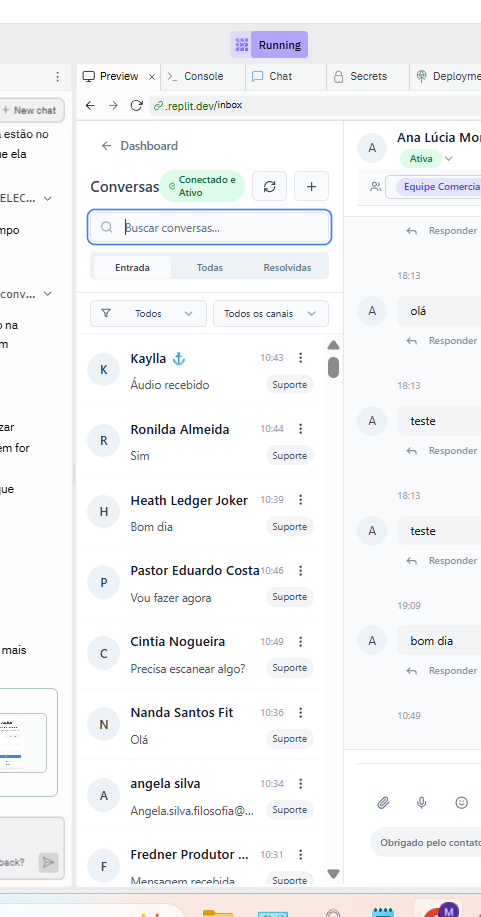 Running
Preview
Console
Chat
Secrets
Deployme
New chat
.replit.dev/inbox
estão no
e ela
ELEC...
mpo
conv...
o na
m
zar
em for
que
mais
back?
Dashboard
Conversas
Conectado e
Ativo
Buscar conversas...
Entrada
Todas
Resolvidas
Todos
Todos os canais
K
Kaylla ⚓
10:43
Áudio recebido
Suporte
R
Ronilda Almeida
10:44
Sim
Suporte
H
Heath Ledger Joker
10:39
Bom dia
Suporte
P
Pastor Eduardo Costa
10:46
Vou fazer agora
Suporte
C
Cintia Nogueira
10:49
Precisa escanear algo?
Suporte
N
Nanda Santos Fit
10:36
Olá
Suporte
A
angela silva
10:34
Angela.silva.filosofia@...
Suporte
F
Fredner Produtor ...
10:31
Mensagem recebida
Suporte
A
Ana Lúcia Mo
Ativa
Equipe Comercia
Responder
18:13
A
olá
Responder
18:13
A
teste
Responder
18:13
A
teste
Responder
19:09
A
bom dia
Responder
10:49
Obrigado pelo contato
M